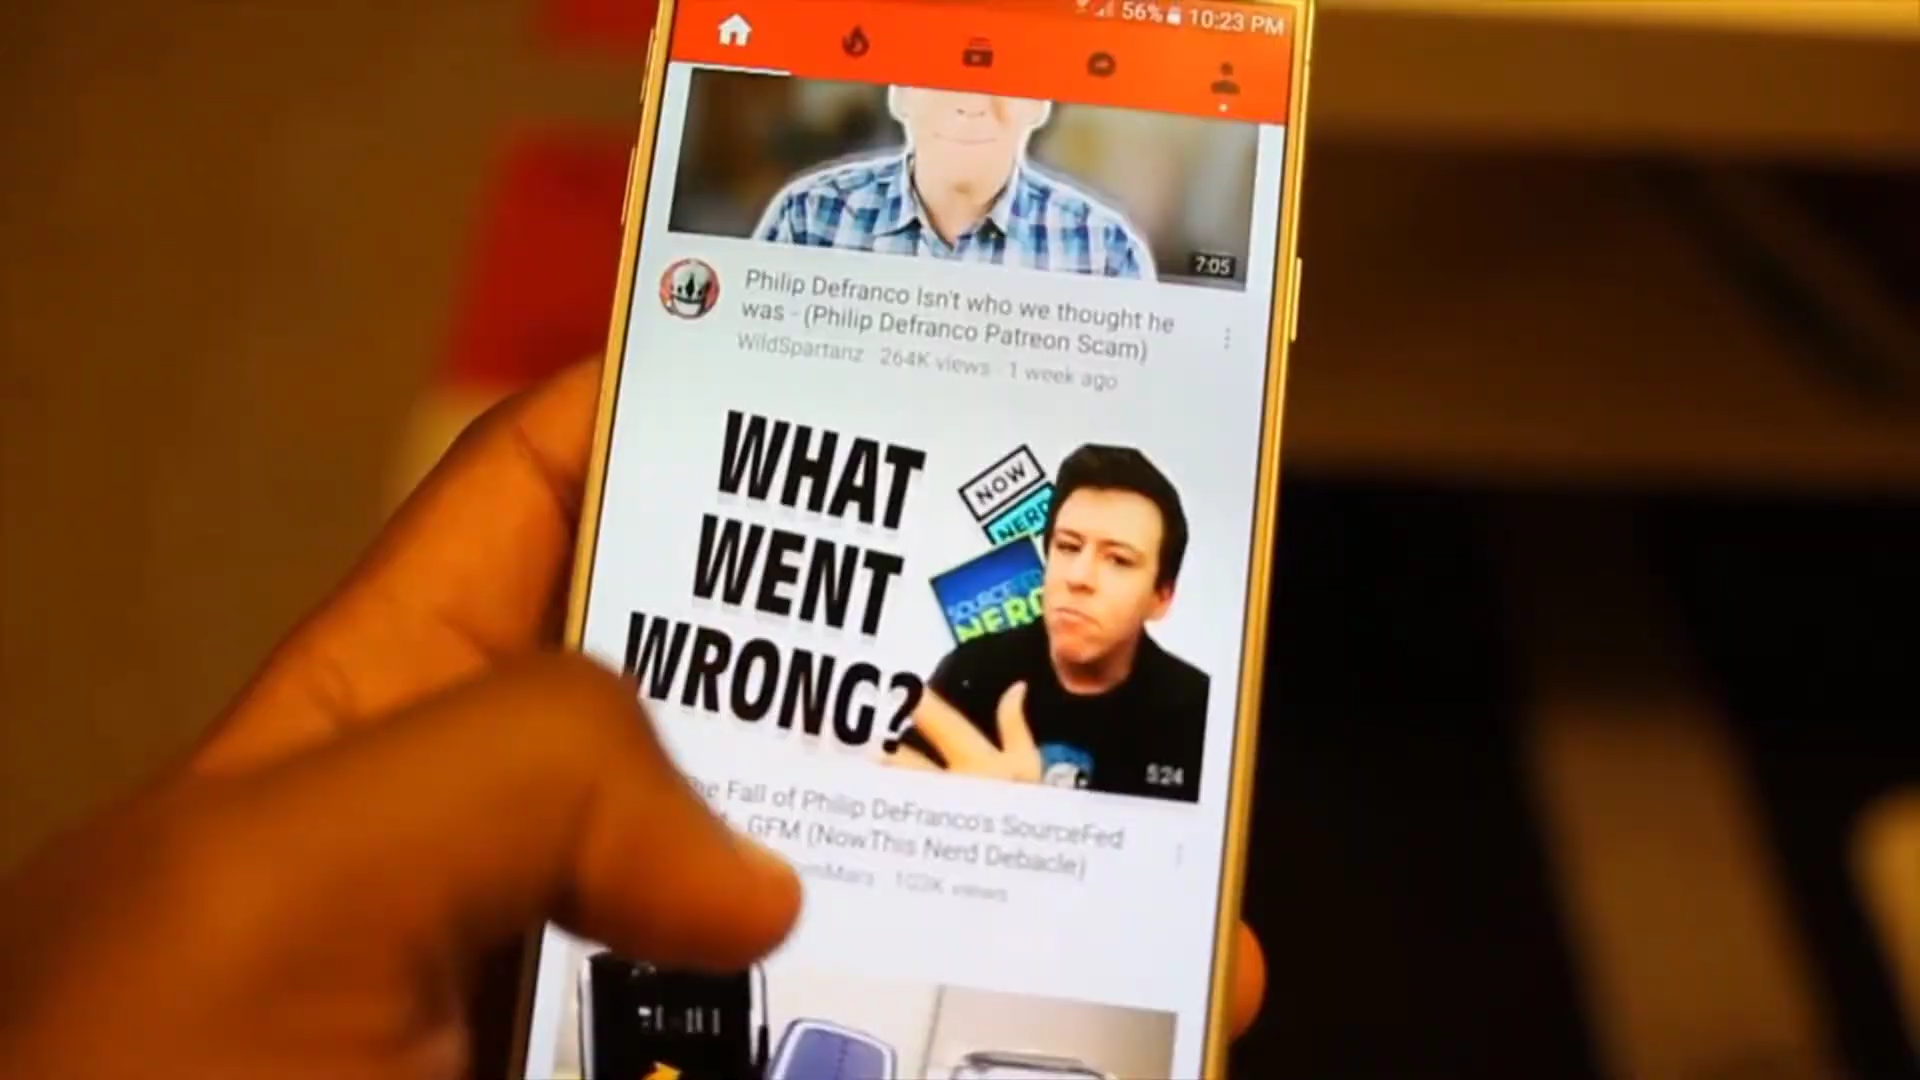 56% 10:23 PM
7:05
Philip Defranco Isn't who we thought he
was - (Philip Defranco Patreon Scam)
WildSpartanz 264K views 1 week ago
WHAT
WENT
WRONG?
NOW
NERD
SOURCEFED
NERD
5:24
Fall of Philip DeFranco's SourceFed
GFM (NowThis Nerd Debacle)
views